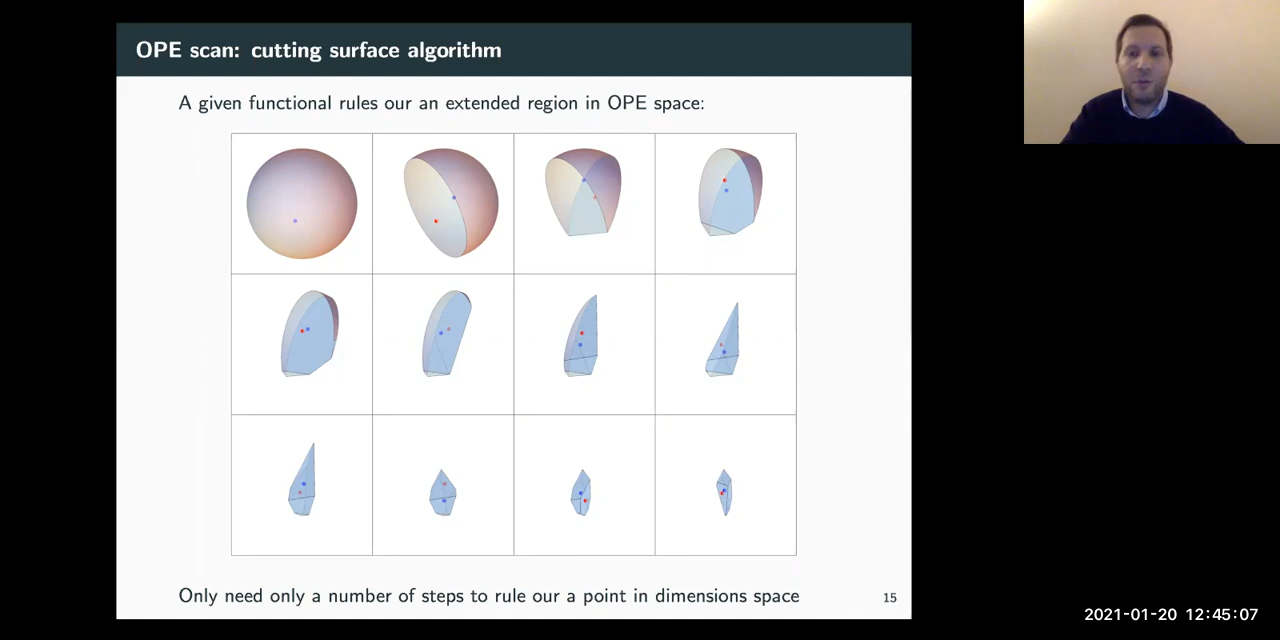 OPE scan: cutting surface algorithm
A given functional rules our an extended region in OPE space:
Only need only a number of steps to rule our a point in dimensions space
15
2021-01-20 12:45:07